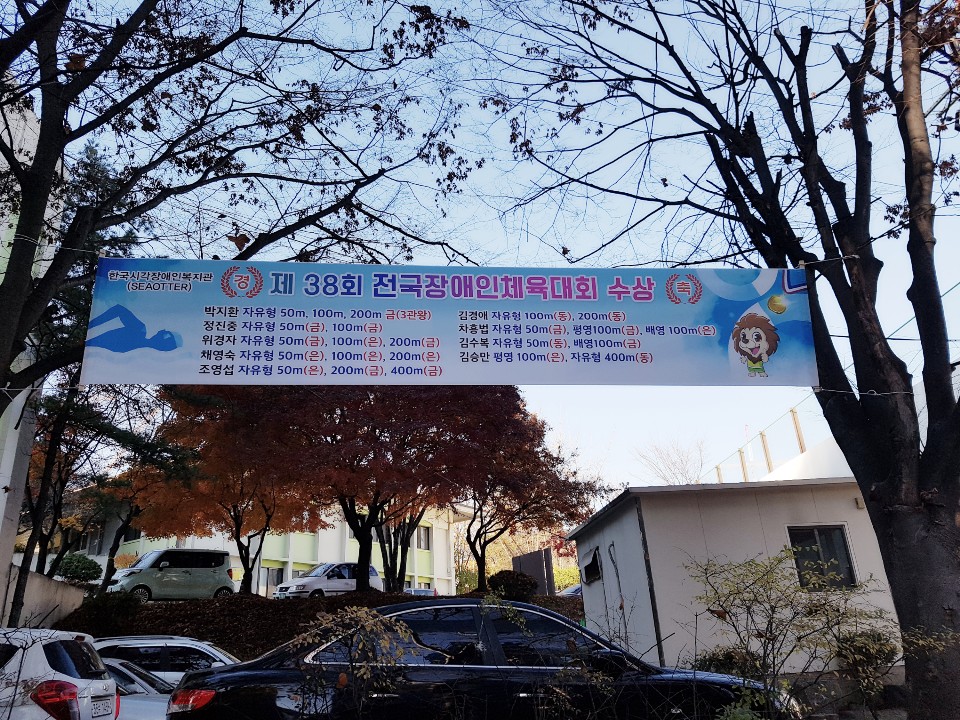 한국시각장애인복지관
(SEAOTTER)
경 제 38회 전국장애인체육대회 수상 축
박지환 자유형 50m, 100m, 200m 금(3관왕)
정진중 자유형 50m(금), 100m(금)
위경자 자유형 50m(금), 100m(은), 200m(금)
채영숙 자유형 50m(은), 100m(은), 200m(은)
조영섭 자유형 50m(은), 200m(금), 400m(금)
김경애 자유형 100m(동), 200m(동)
차흥법 자유형 50m(금), 평영100m(금), 배영 100m(은)
김수복 자유형 50m(동), 배영100m(금)
김승만 평영 100m(은), 자유형 400m(동)